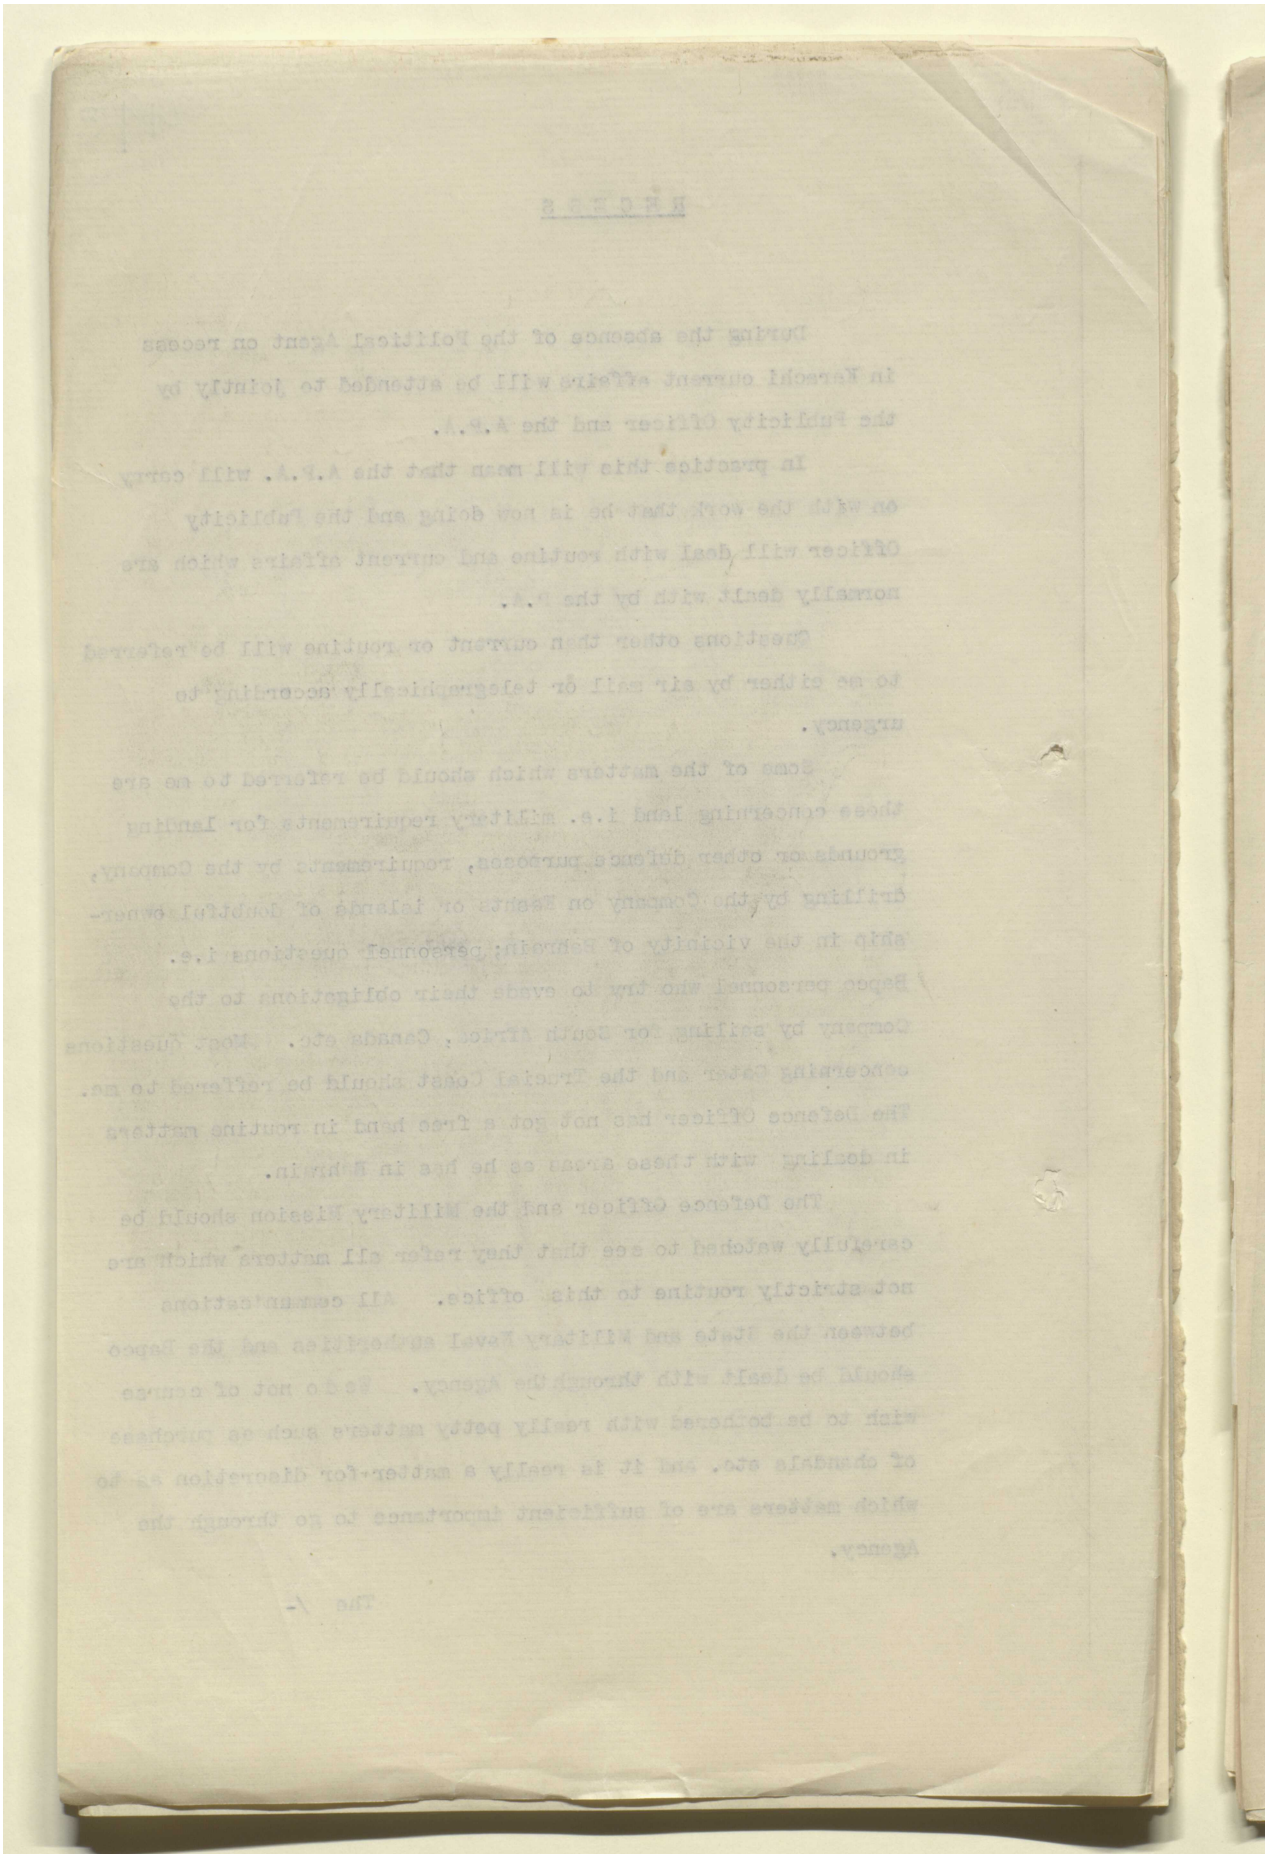 RECESS
During the absence of the Political Agent on recess
in Karachi current affairs will be attended to jointly by
the Publicity Officer and the A.P.A.
In practice this will mean that the A.P.A. will carry
on with the work that he is now doing and the Publicity
Officer will deal with routine and current affairs which are
normally dealt with by the P.A.
Questions other than current or routine will be referred
to me either by air mail or telegraphically according to
urgency.
Some of the matters which should be referred to me are
these concerning land i.e. military requirements for landing
grounds or other defence purposes, requirements by the Company,
drilling by the Company on Hashts or islands of doubtful owner-
ship in the vicinity of Bahrain; personnel questions i.e.
Bapco personnel who try to evade their obligations to the
Company by sailing for South Africa, Canada etc. Most questions
concerning Qatar and the Trucial Coast should be reffered to me.
The Defence Officer has not got a free hand in routine matters
in dealing with these areas as he has in Bahrain.
The Defence Officer and the Military Mission should be
carefully watched to see that they refer all matters which are
not strictly routine to this office. All communications
between the State and Military Naval authorities and the Bapco
should be dealt with through the Agency. We do not of course
wish to be bothered with really petty matters such as purchase
of chandals etc. and it is really a matter for discretion as to
which matters are of sufficient importance to go through the
Agency.
The /-